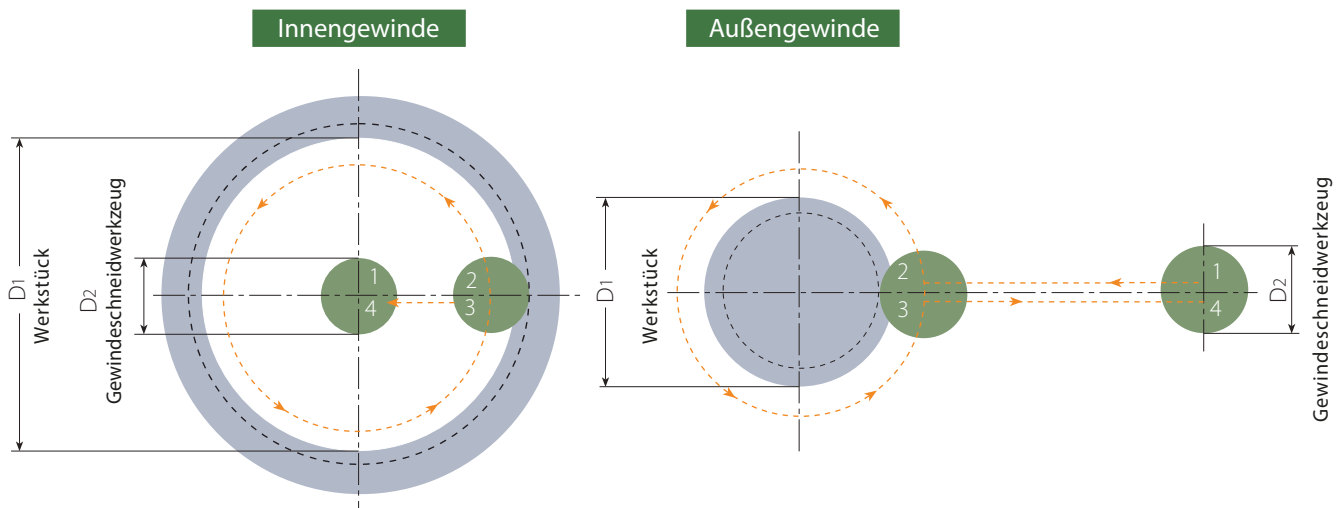 Innengewinde
D1
Werkstück
D2
Gewindeschneidwerkzeug
1
4
2
3
Außengewinde
D1
Werkstück
2
3
1
4
D2
Gewindeschneidwerkzeug